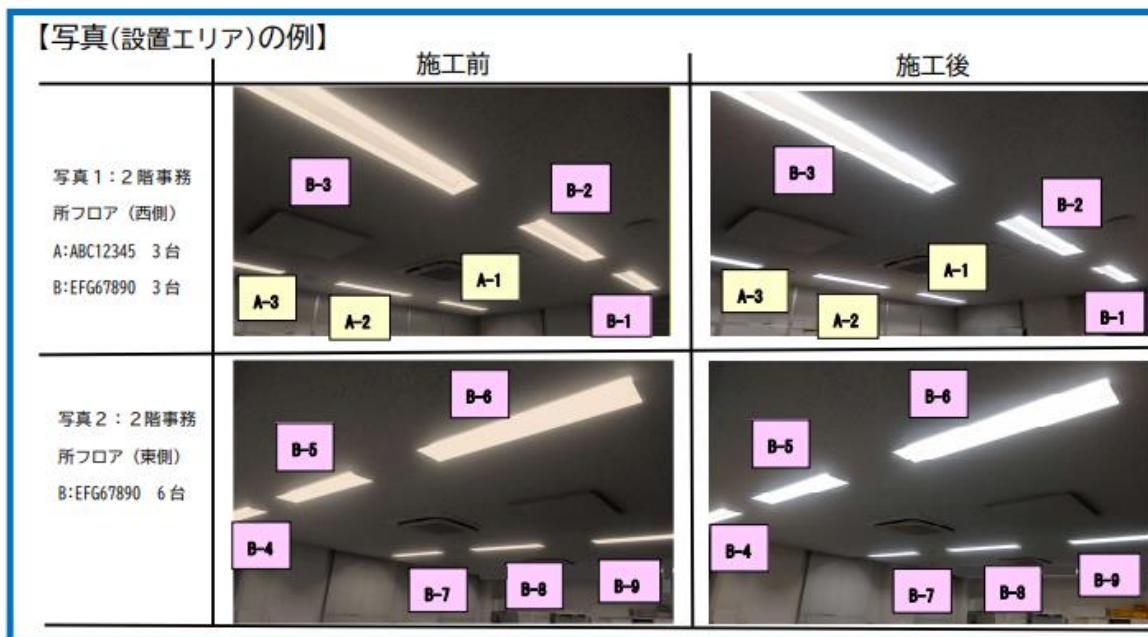 【写真(設置エリア)の例】
施工前
施工後
写真1:2階事務
所フロア(西側)
A:ABC12345 3台
B:EFG67890 3台
B-3
B-2
A-1
A-3
A-2
B-1
B-3
B-2
A-1
A-3
A-2
B-1
写真2:2階事務
所フロア(東側)
B:EFG67890 6台
B-6
B-5
B-4
B-7
B-8
B-9
B-6
B-5
B-4
B-7
B-8
B-9